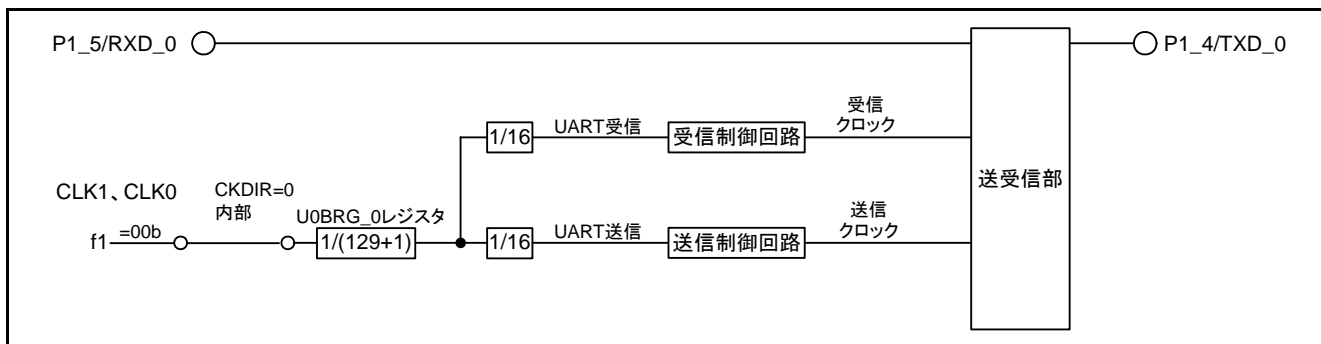 P1_5/RXD_0
P1_4/TXD_0
受信
クロック
1/16
UART受信
受信制御回路
送受信部
CLK1、CLK0
CKDIR=0
内部
U0BRG_0レジスタ
f1
=00b
1/(129+1)
1/16
UART送信
送信制御回路
送信
クロック